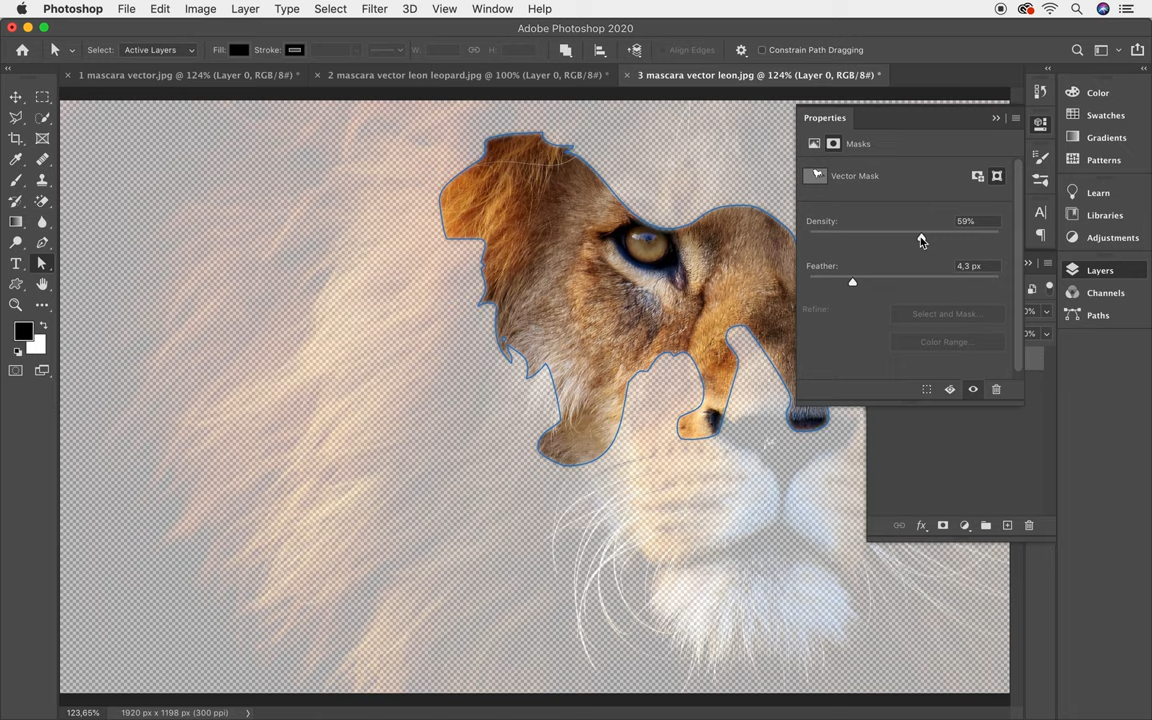 Photoshop File Edit Image Layer Type Select Filter 3D View Window Help
Adobe Photoshop 2020
Select: Active Layers Fill: Stroke: W: H: Align Edges Constrain Path Dragging
1 mascara vector.jpg @ 124% (Layer 0, RGB/8#) *
2 mascara vector leon leopard.jpg @ 100% (Layer 0, RGB/8#) *
3 mascara vector leon.jpg @ 124% (Layer 0, RGB/8#) *
Properties
Masks
Vector Mask
Density: 59%
Feather: 4,3 px
Refine: Select and Mask...
Color Range...
Color
Swatches
Gradients
Patterns
Learn
Libraries
Adjustments
Layers
Channels
Paths
0%
0%
fx
123,65% 1920 px x 1198 px (300 ppi)